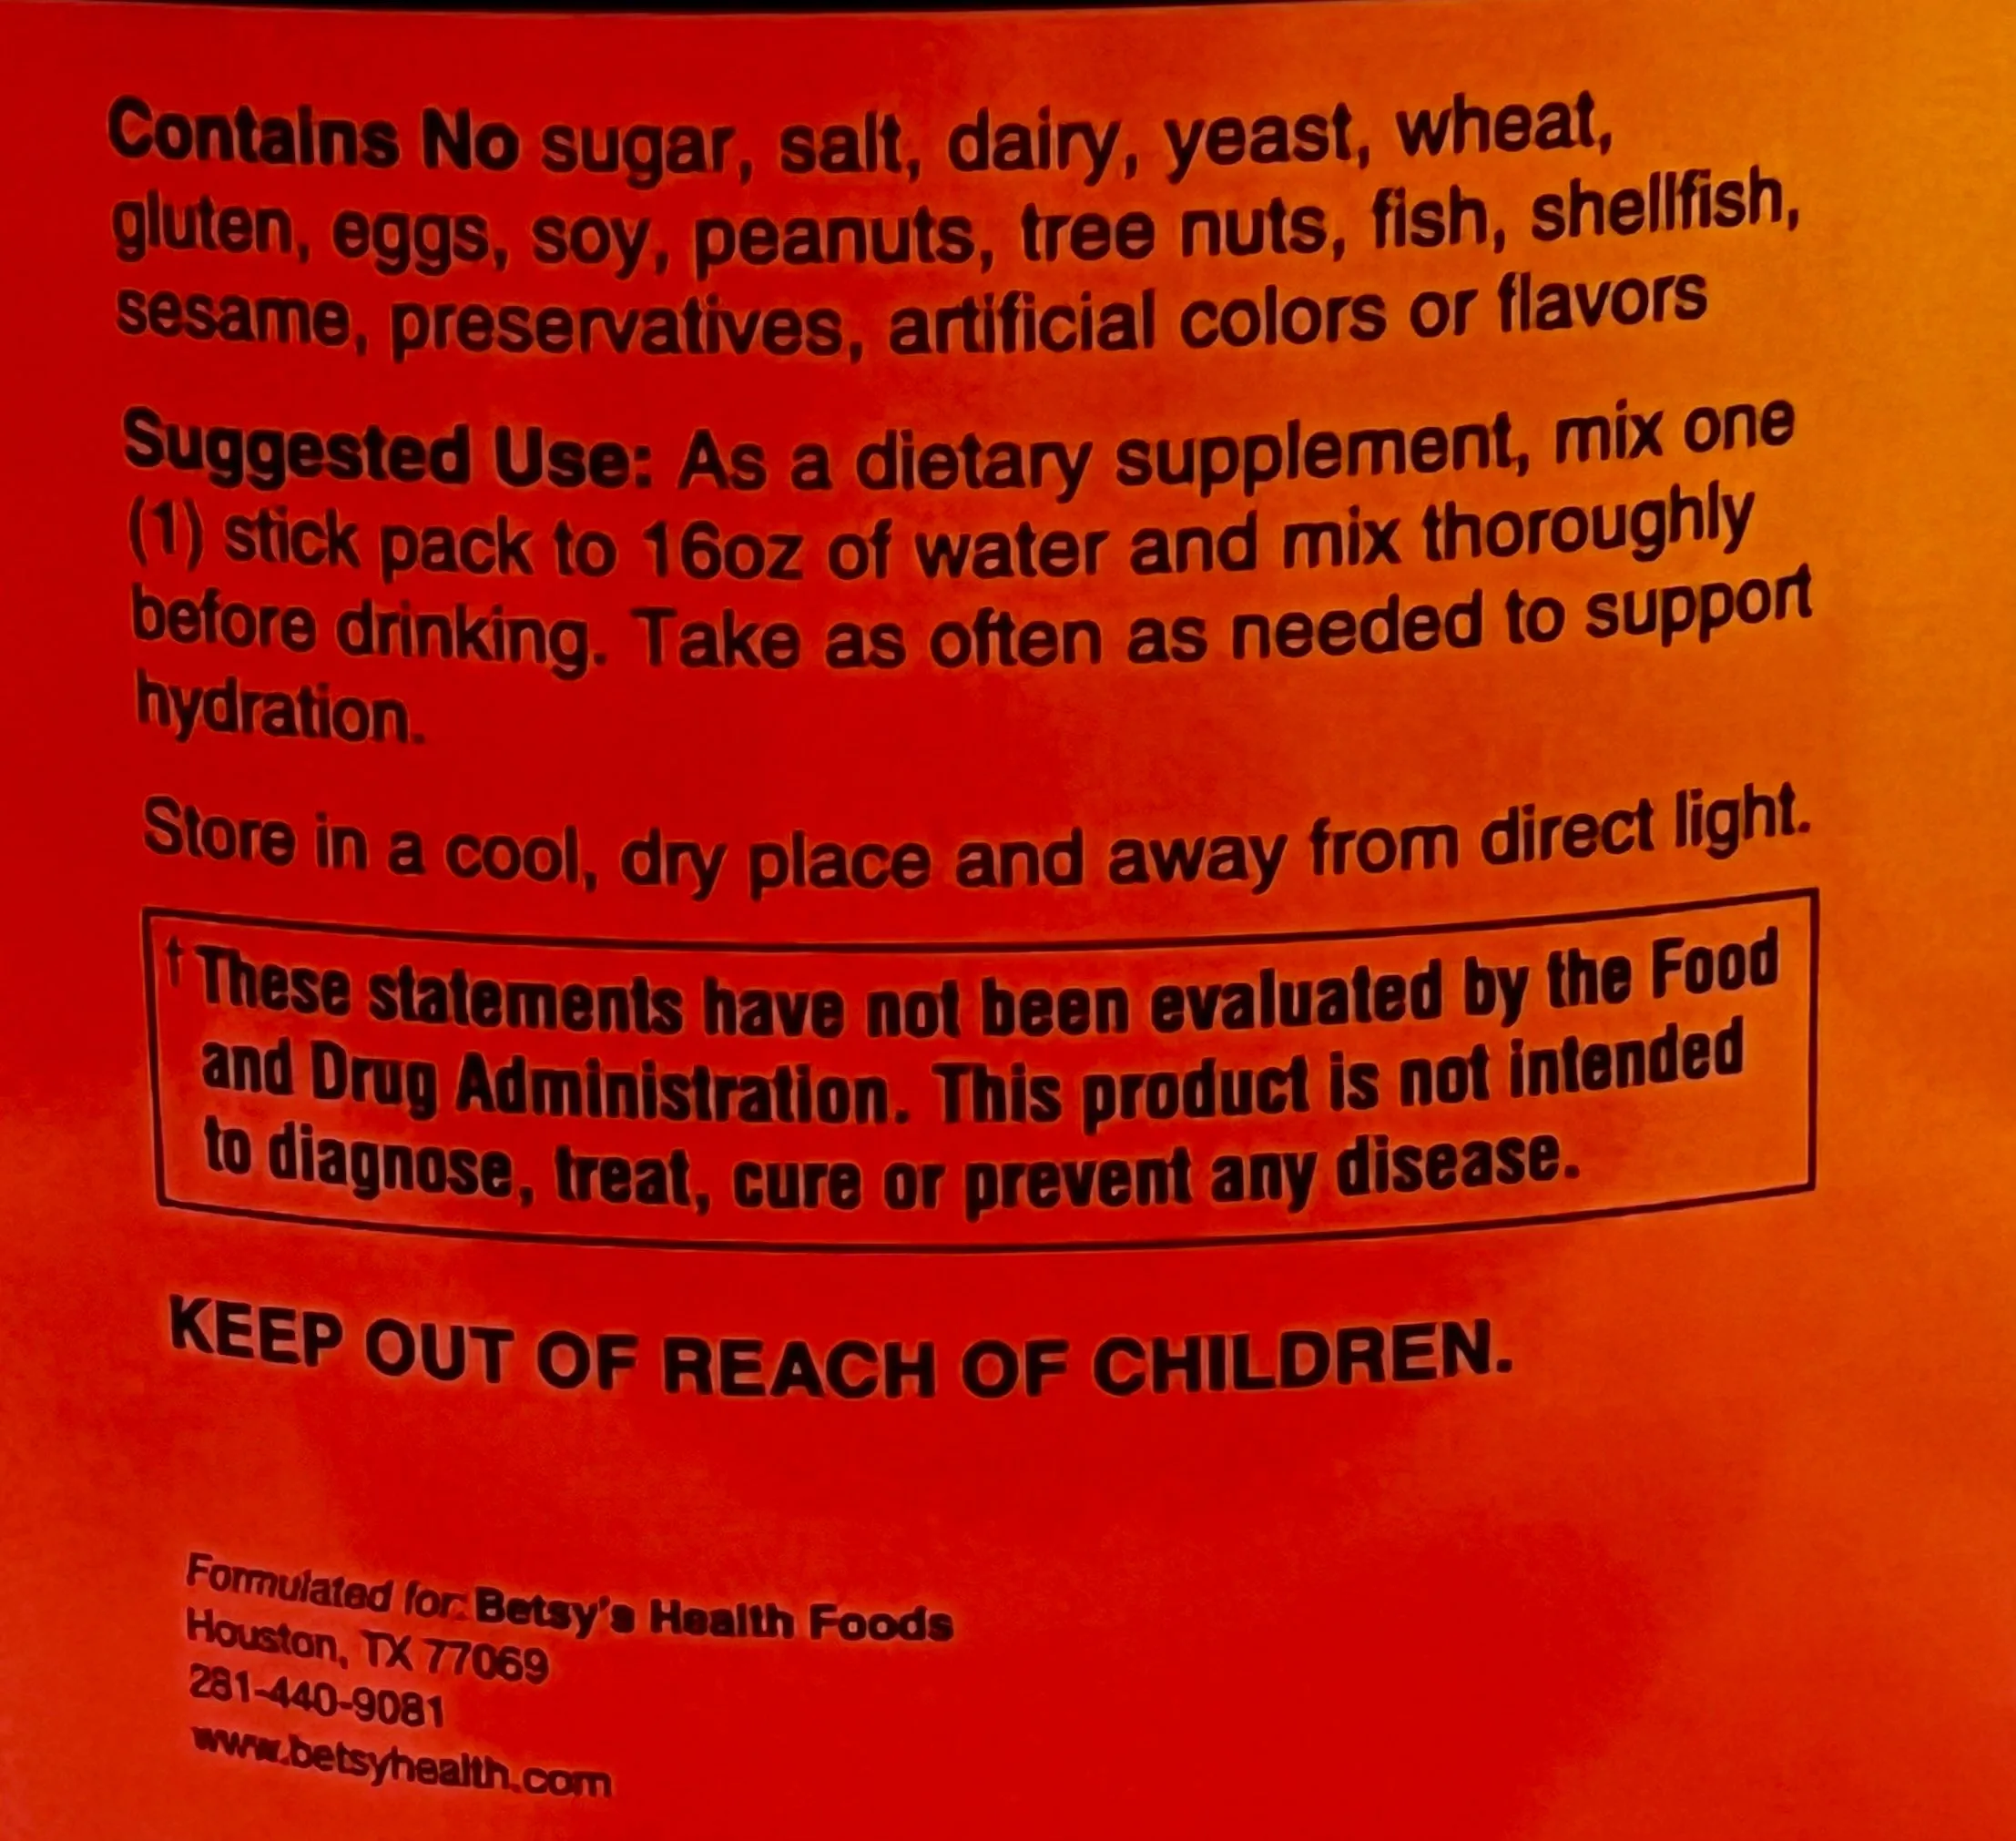 Contains No sugar, salt, dairy, yeast, wheat,
gluten, eggs, soy, peanuts, tree nuts, fish, shellfish,
sesame, preservatives, artificial colors or flavors
Suggested Use: As a dietary supplement, mix one
(1) stick pack to 16oz of water and mix thoroughly
before drinking. Take as often as needed to support
hydration.
Store in a cool, dry place and away from direct light.
† These statements have not been evaluated by the Food
and Drug Administration. This product is not intended
to diagnose, treat, cure or prevent any disease.
KEEP OUT OF REACH OF CHILDREN.
Formulated for: Betsy's Health Foods
Houston, TX 77069
281-440-9081
www.betsyhealth.com